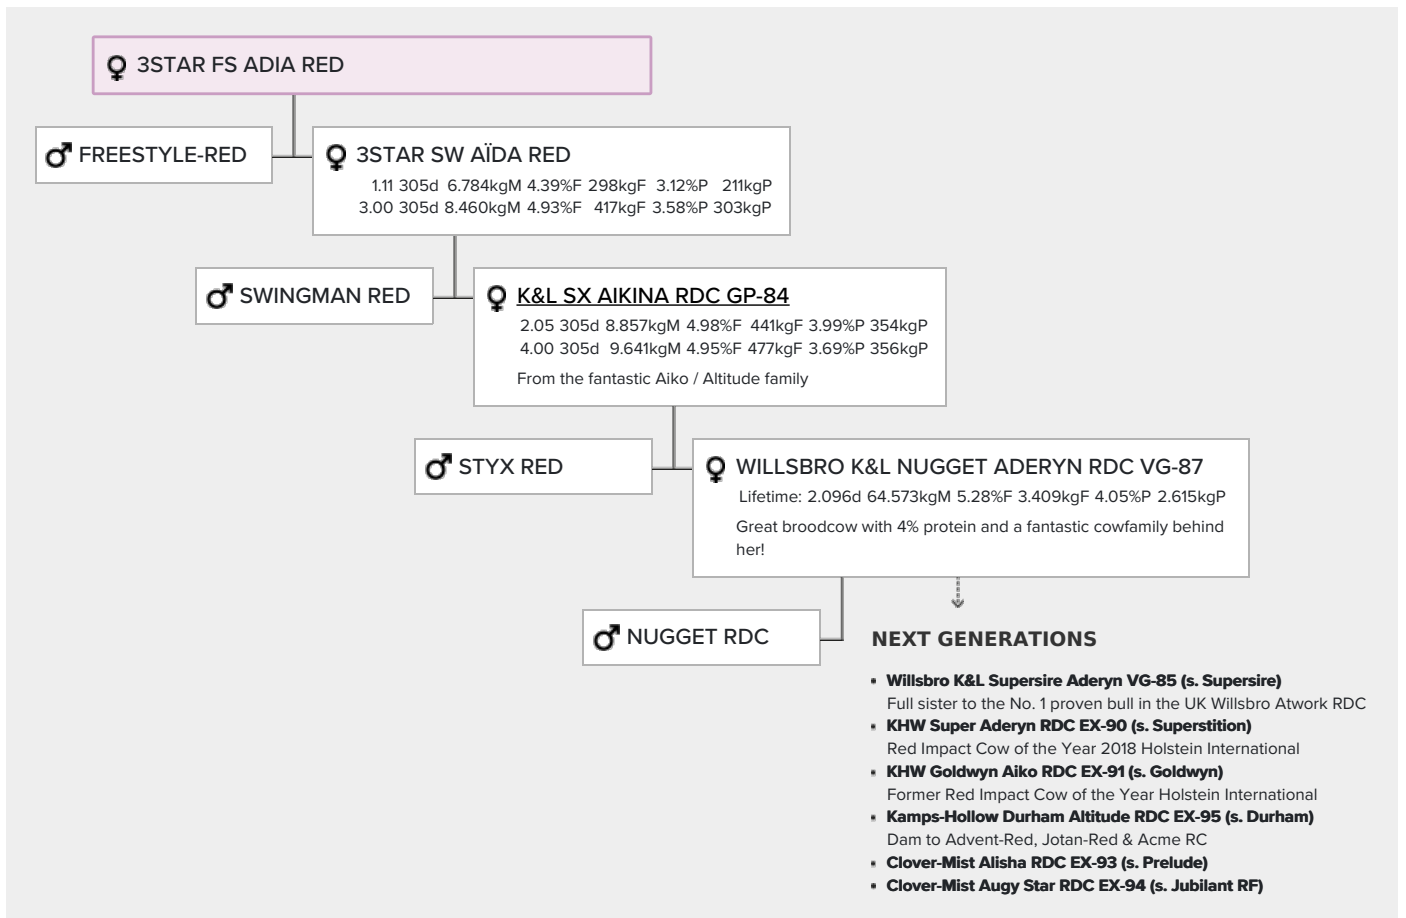 3STAR FS ADIA RED
FREESTYLE-RED
3STAR SW AÏDA RED
1.11 305d 6.784kgM 4.39%F 298kgF 3.12%P 211kgP
3.00 305d 8.460kgM 4.93%F 417kgF 3.58%P 303kgP
SWINGMAN RED
K&L SX AIKINA RDC GP-84
2.05 305d 8.857kgM 4.98%F 441kgF 3.99%P 354kgP
4.00 305d 9.641kgM 4.95%F 477kgF 3.69%P 356kgP
From the fantastic Aiko / Altitude family
STYX RED
WILLSBRO K&L NUGGET ADERYN RDC VG-87
Lifetime: 2.096d 64.573kgM 5.28%F 3.409kgF 4.05%P 2.615kgP
Great broodcow with 4% protein and a fantastic cowfamily behind
her!
NUGGET RDC
NEXT GENERATIONS
▪ Willsbro K&L Supersire Aderyn VG-85 (s. Supersire)
Full sister to the No. 1 proven bull in the UK Willsbro Atwork RDC
▪ KHW Super Aderyn RDC EX-90 (s. Superstition)
Red Impact Cow of the Year 2018 Holstein International
▪ KHW Goldwyn Aiko RDC EX-91 (s. Goldwyn)
Former Red Impact Cow of the Year Holstein International
▪ Kamps-Hollow Durham Altitude RDC EX-95 (s. Durham)
Dam to Advent-Red, Jotan-Red & Acme RC
▪ Clover-Mist Alisha RDC EX-93 (s. Prelude)
▪ Clover-Mist Augy Star RDC EX-94 (s. Jubilant RF)